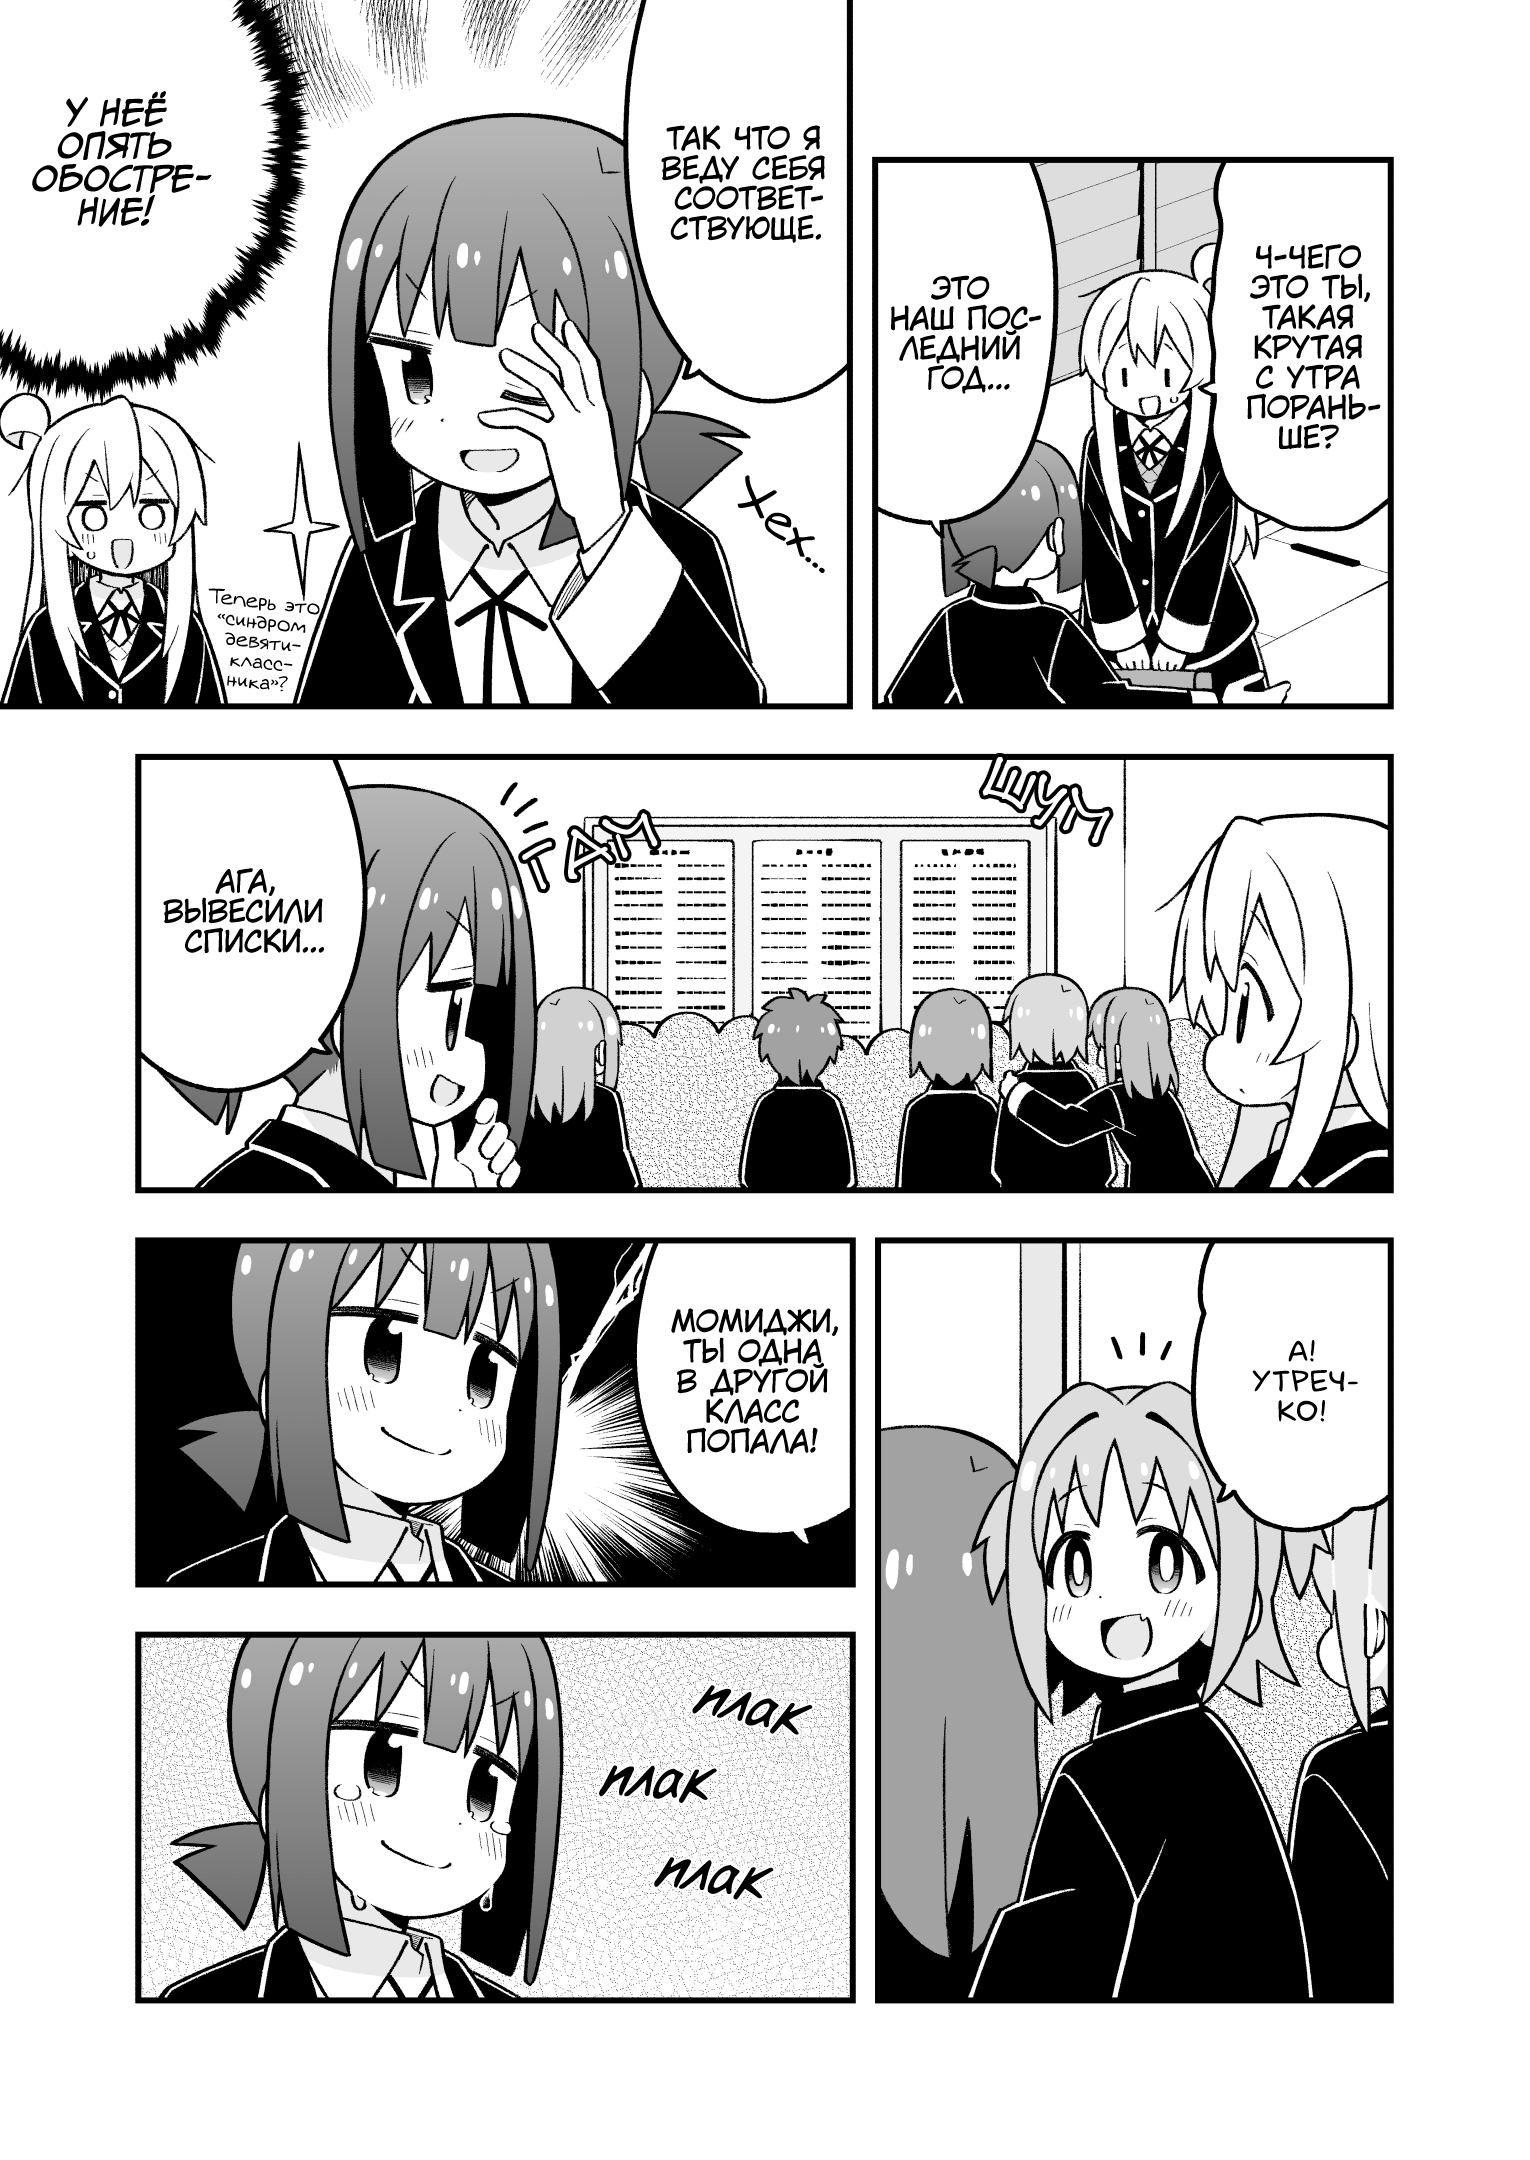 Ч-ЧЕГО
ЭТО ТЫ,
ТАКАЯ
КРУТАЯ
С УТРА
ПОРАНЬ-
ШЕ?
ЭТО
НАШ ПОС-
ЛЕДНИЙ
ГОД...
ТАК ЧТО Я
ВЕДУ СЕБЯ
СООТВЕТ-
СТВУЮЩЕ.
Хех...
У НЕЁ
ОПЯТЬ
ОБОСТРЕ-
НИЕ!
Теперь это
“синдром
девяти-
класс-
ника”?
ШУМ
ГАМ
АГА,
ВЫВЕСИЛИ
СПИСКИ...
А!
УТРЕЧ-
КО!
МОМИДЖИ,
ТЫ ОДНА
В ДРУГОЙ
КЛАСС
ПОПАЛА!
плак
плак
плак